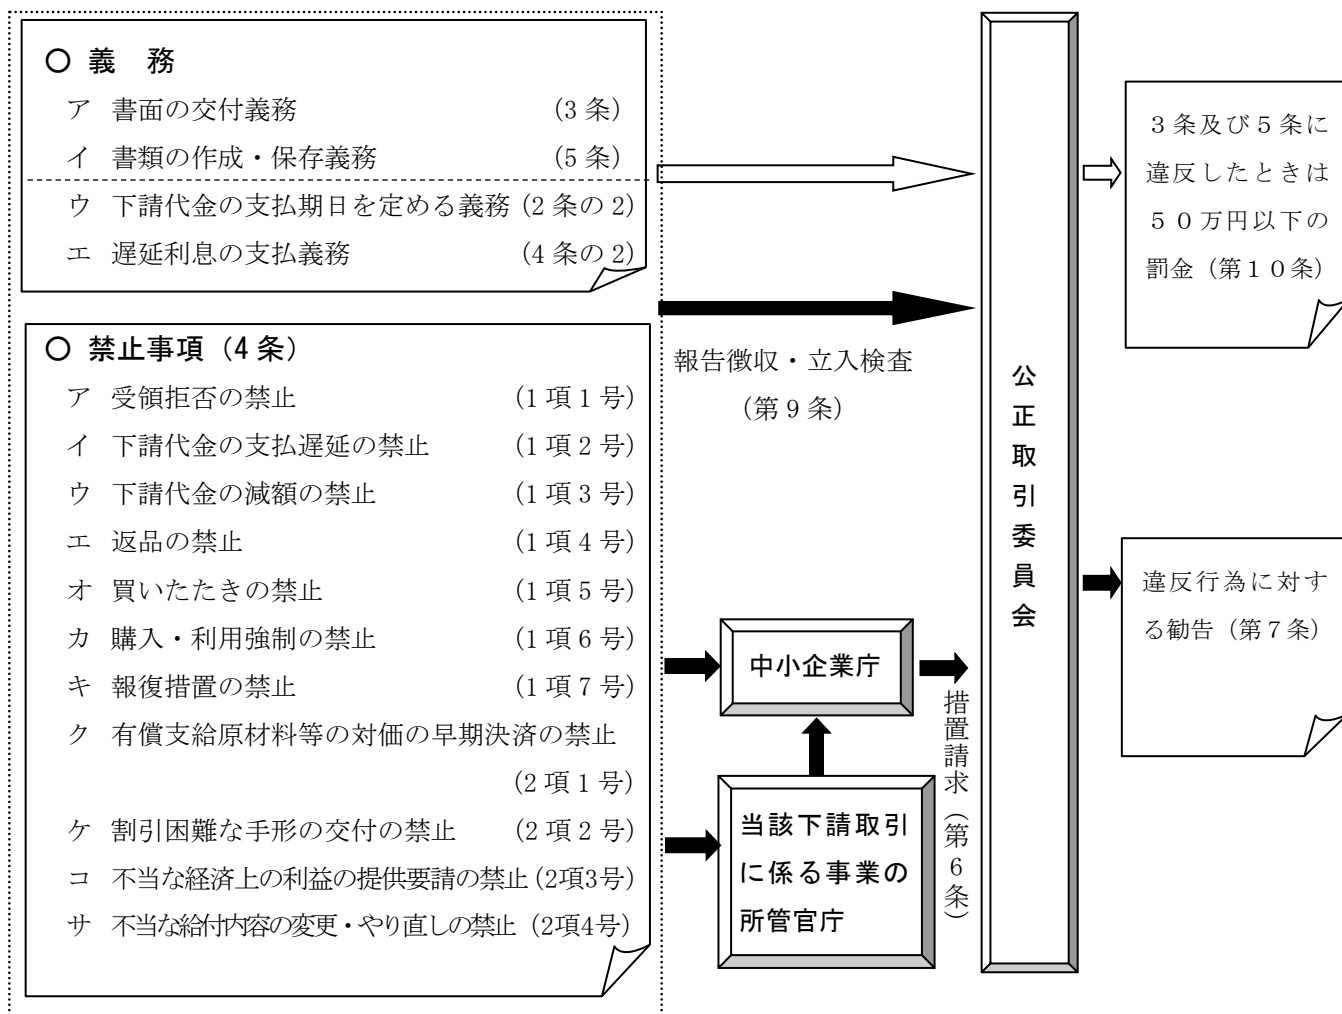 ○ 義　務
ア 書面の交付義務 (3 条)
イ 書類の作成・保存義務 (5 条)
ウ 下請代金の支払期日を定める義務 (2 条の 2)
エ 遅延利息の支払義務 (4 条の 2)
○ 禁止事項（4 条）
ア 受領拒否の禁止 (1 項 1 号)
イ 下請代金の支払遅延の禁止 (1 項 2 号)
ウ 下請代金の減額の禁止 (1 項 3 号)
エ 返品の禁止 (1 項 4 号)
オ 買いたたきの禁止 (1 項 5 号)
カ 購入・利用強制の禁止 (1 項 6 号)
キ 報復措置の禁止 (1 項 7 号)
ク 有償支給原材料等の対価の早期決済の禁止
(2 項 1 号)
ケ 割引困難な手形の交付の禁止 (2 項 2 号)
コ 不当な経済上の利益の提供要請の禁止 (2項3号)
サ 不当な給付内容の変更・やり直しの禁止 (2項4号)
報告徴収・立入検査
（第 9 条）
中小企業庁
当該下請取引
に係る事業の
所管官庁
措置請求（第6条）
公正取引委員会
３条及び５条に
違反したときは
５０万円以下の
罰金（第１０条）
違反行為に対す
る勧告（第７条）